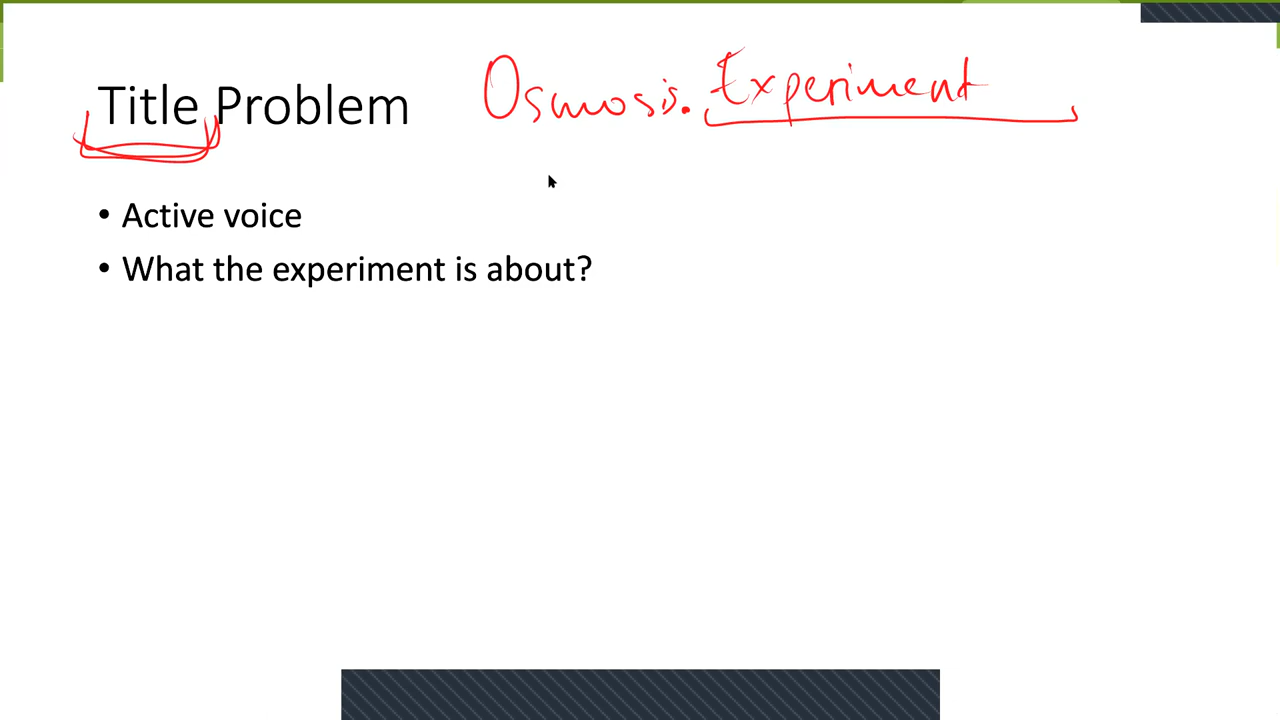 Title Problem Osmosis. Experiment
• Active voice
• What the experiment is about?